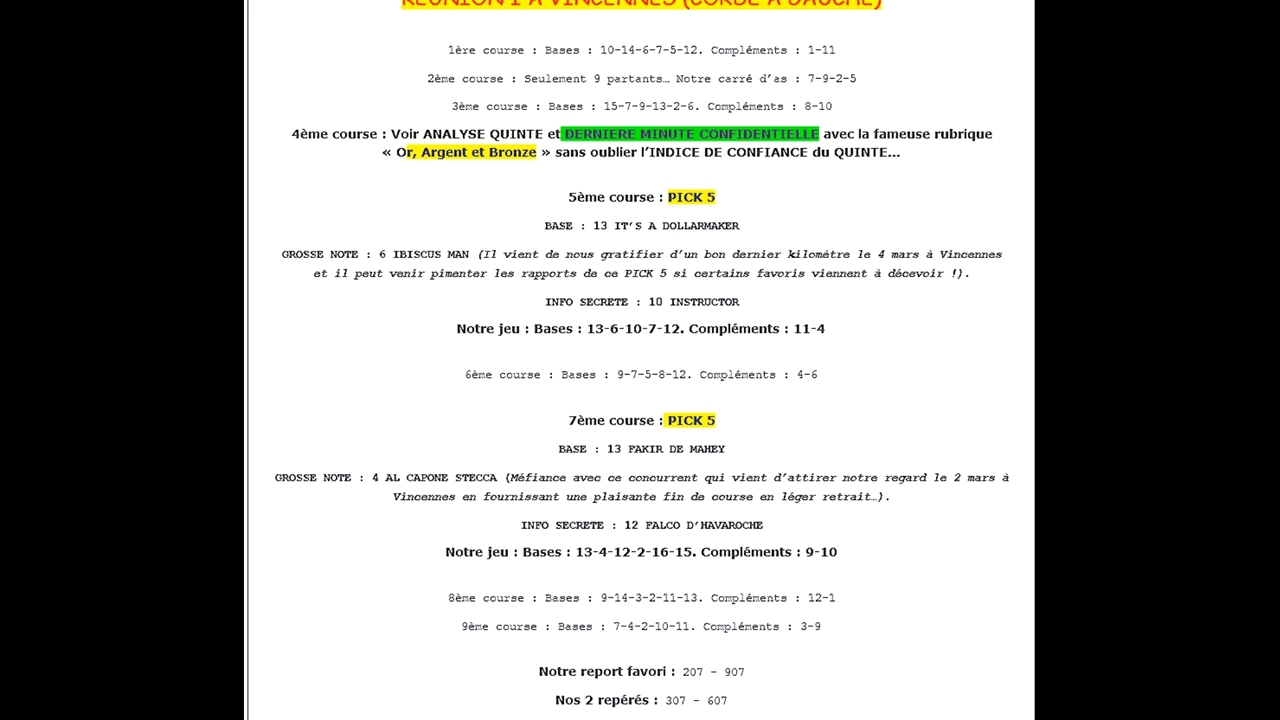 REUNION 1 A VINCENNES (CORDE A GAUCHE)
1ère course : Bases : 10-14-6-7-5-12. Compléments : 1-11
2ème course : Seulement 9 partants… Notre carré d’as : 7-9-2-5
3ème course : Bases : 15-7-9-13-2-6. Compléments : 8-10
4ème course : Voir ANALYSE QUINTE et DERNIERE MINUTE CONFIDENTIELLE avec la fameuse rubrique
« Or, Argent et Bronze » sans oublier l’INDICE DE CONFIANCE du QUINTE…
5ème course : PICK 5
BASE : 13 IT’S A DOLLARMAKER
GROSSE NOTE : 6 IBISCUS MAN (Il vient de nous gratifier d’un bon dernier kilomètre le 4 mars à Vincennes
et il peut venir pimenter les rapports de ce PICK 5 si certains favoris viennent à décevoir !).
INFO SECRETE : 10 INSTRUCTOR
Notre jeu : Bases : 13-6-10-7-12. Compléments : 11-4
6ème course : Bases : 9-7-5-8-12. Compléments : 4-6
7ème course : PICK 5
BASE : 13 FAKIR DE MAHEY
GROSSE NOTE : 4 AL CAPONE STECCA (Méfiance avec ce concurrent qui vient d’attirer notre regard le 2 mars à
Vincennes en fournissant une plaisante fin de course en léger retrait…).
INFO SECRETE : 12 FALCO D’HAVAROCHE
Notre jeu : Bases : 13-4-12-2-16-15. Compléments : 9-10
8ème course : Bases : 9-14-3-2-11-13. Compléments : 12-1
9ème course : Bases : 7-4-2-10-11. Compléments : 3-9
Notre report favori : 207 – 907
Nos 2 repérés : 307 – 607